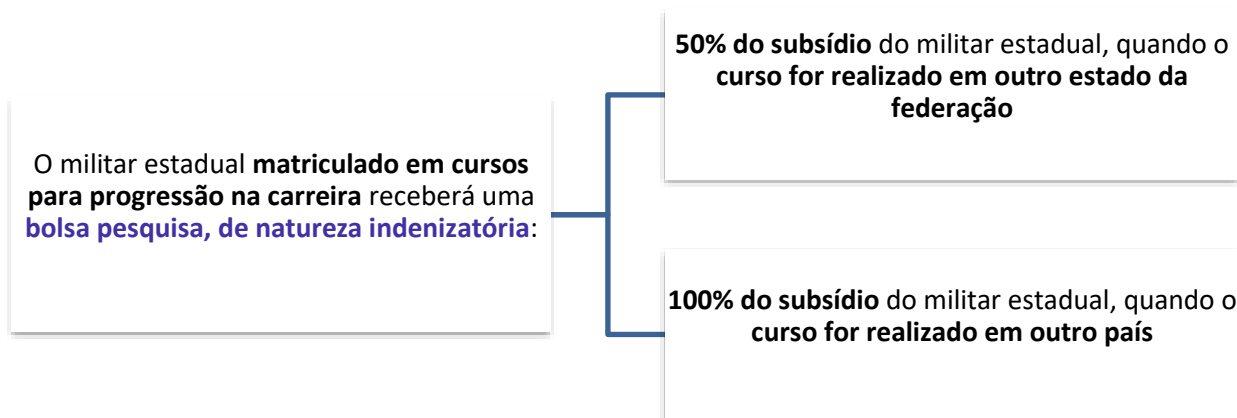 50% do subsídio do militar estadual, quando o
curso for realizado em outro estado da
federação
O militar estadual matriculado em cursos
para progressão na carreira receberá uma
bolsa pesquisa, de natureza indenizatória:
100% do subsídio do militar estadual, quando o
curso for realizado em outro país